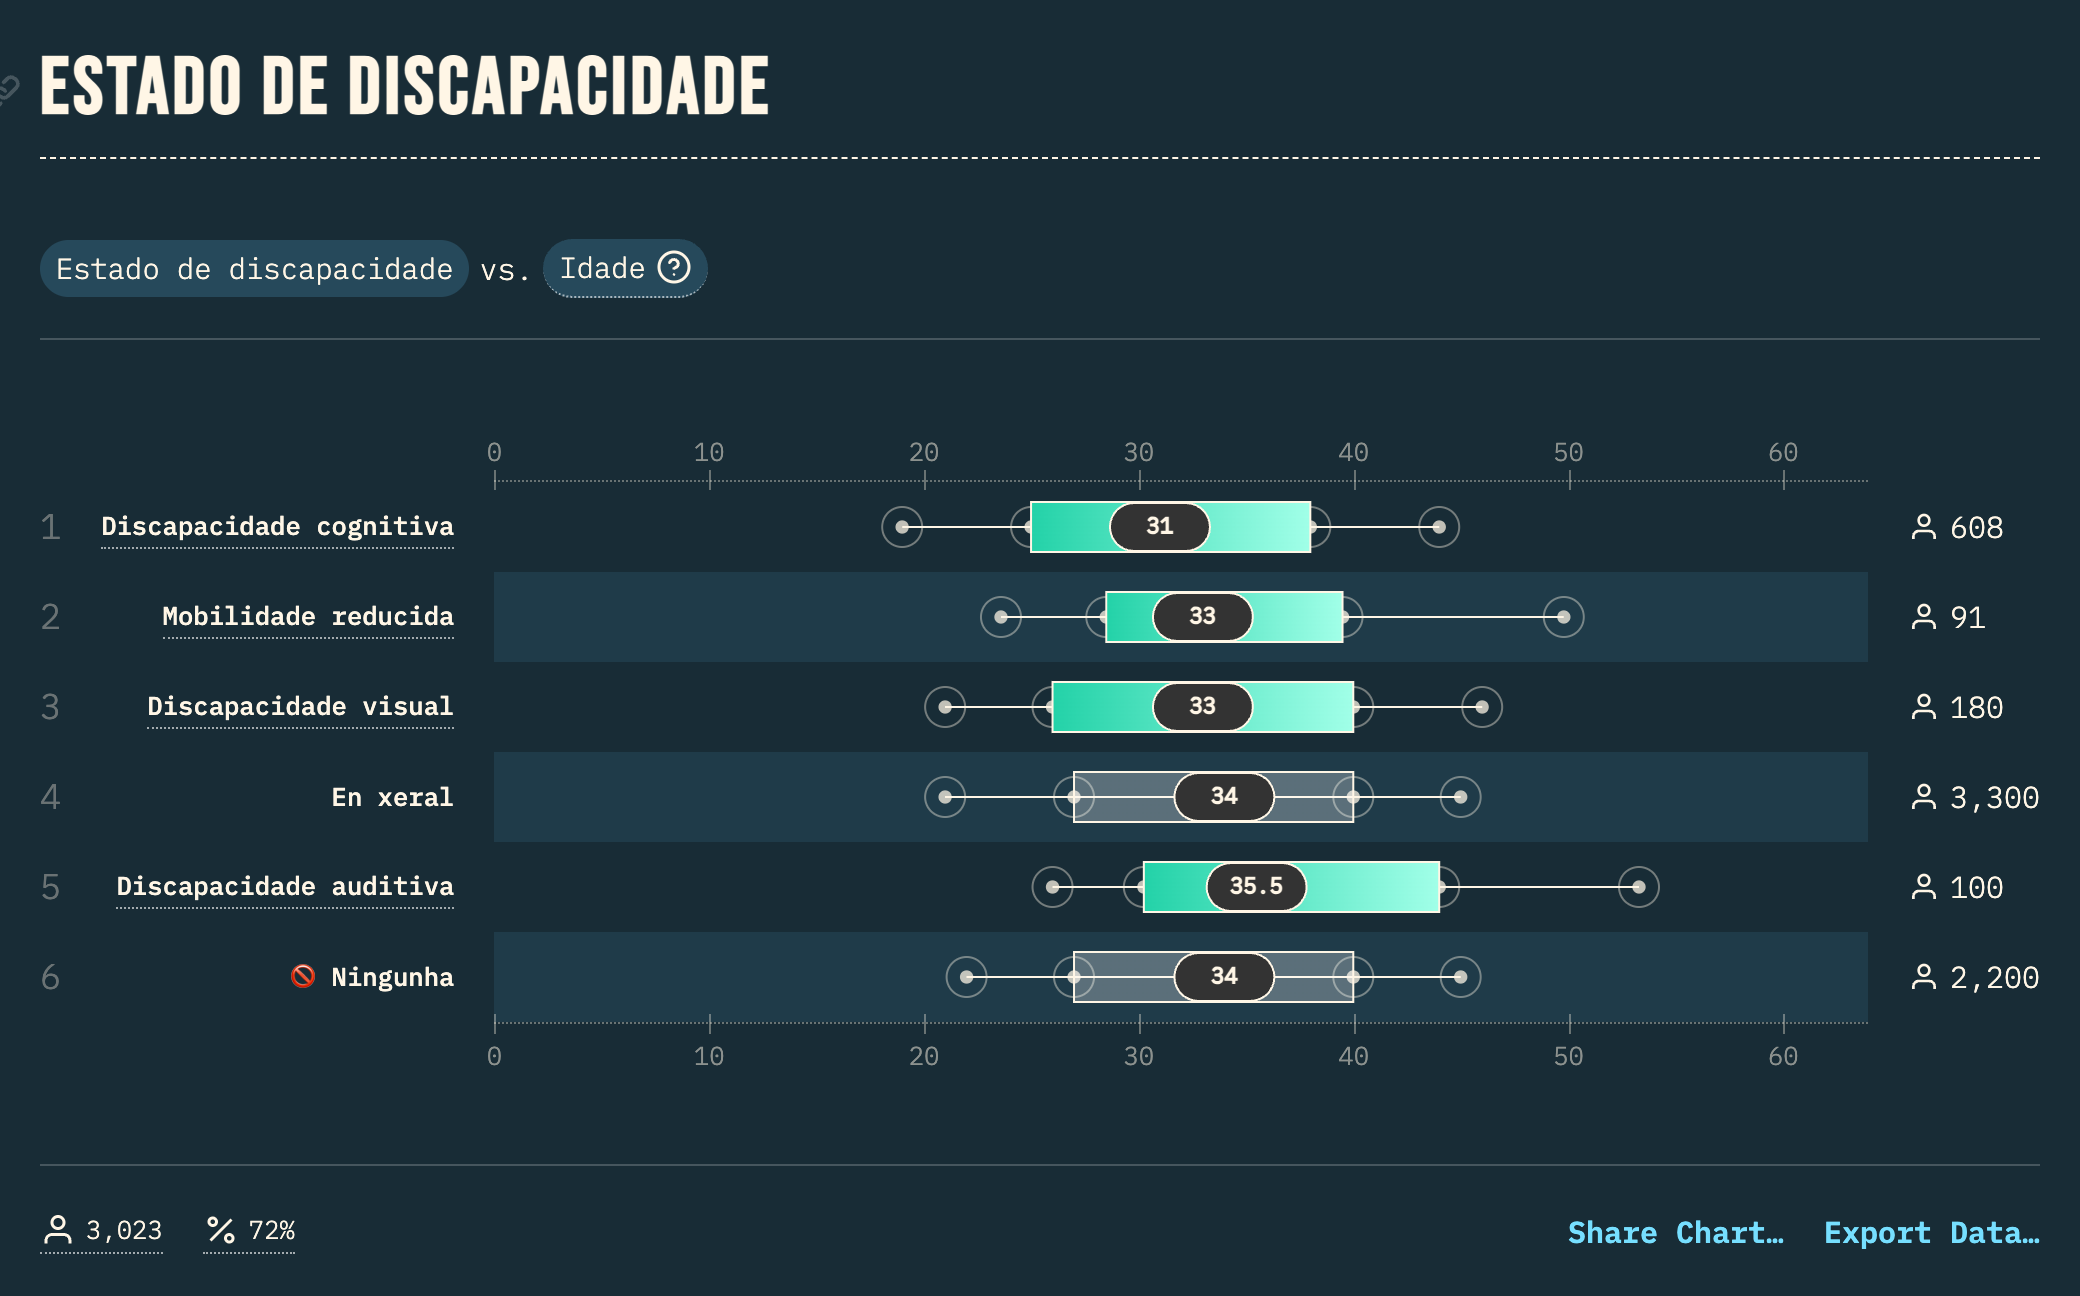 ESTADO DE DISCAPACIDADE
Estado de discapacidade vs. Idade
0 10 20 30 40 50 60
1 Discapacidade cognitiva 31 608
2 Mobilidade reducida 33 91
3 Discapacidade visual 33 180
4 En xeral 34 3,300
5 Discapacidade auditiva 35.5 100
6 Ningunha 34 2,200
0 10 20 30 40 50 60
3,023 72% Share Chart… Export Data…